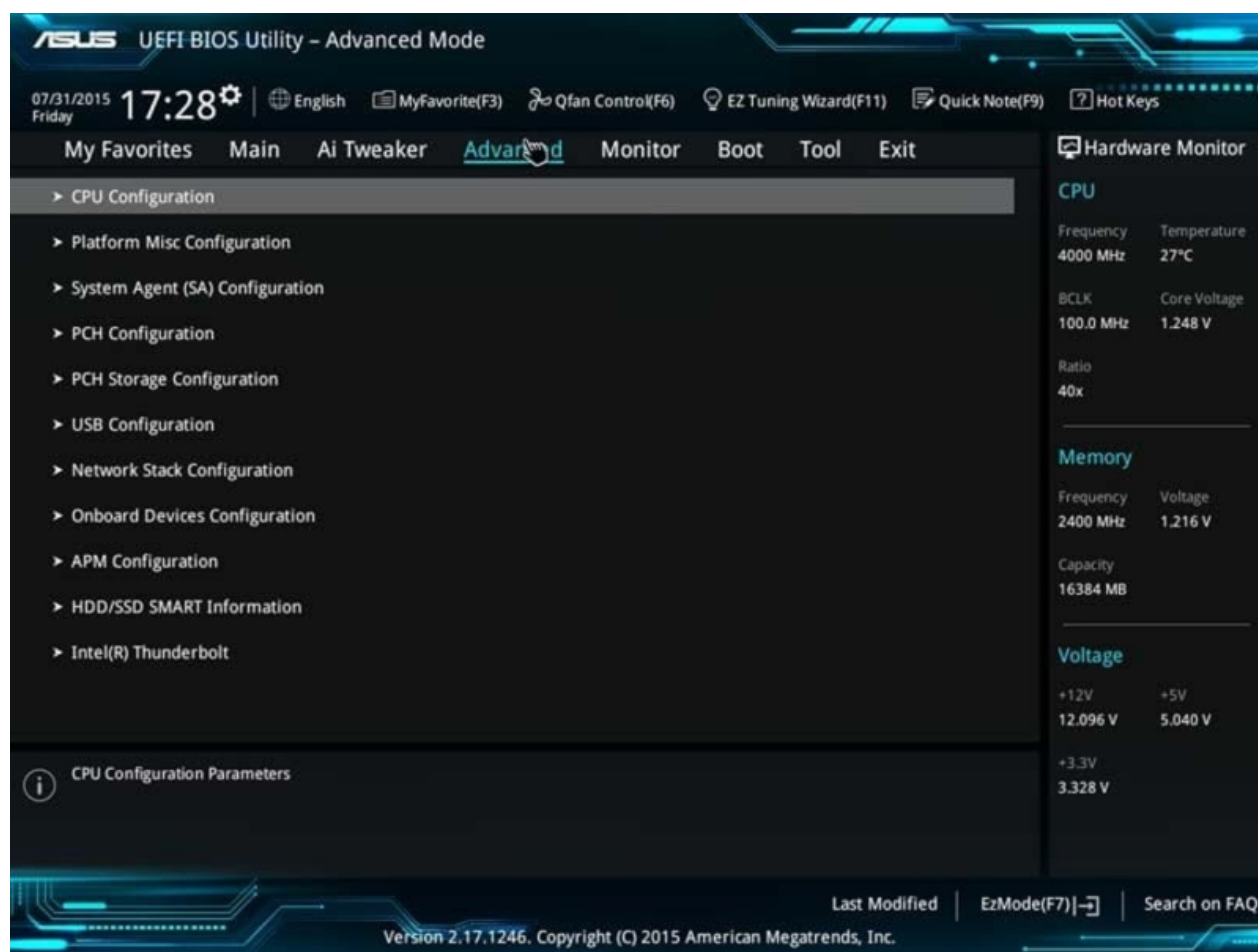 ASUS UEFI BIOS Utility – Advanced Mode
07/31/2015
Friday
17:28
English
MyFavorite(F3)
Qfan Control(F6)
EZ Tuning Wizard(F11)
Quick Note(F9)
? Hot Keys
My Favorites Main Ai Tweaker Advanced Monitor Boot Tool Exit
CPU Configuration
Platform Misc Configuration
System Agent (SA) Configuration
PCH Configuration
PCH Storage Configuration
USB Configuration
Network Stack Configuration
Onboard Devices Configuration
APM Configuration
HDD/SSD SMART Information
Intel(R) Thunderbolt
CPU Configuration Parameters
Hardware Monitor
CPU
Frequency Temperature
4000 MHz 27°C
BCLK Core Voltage
100.0 MHz 1.248 V
Ratio
40x
Memory
Frequency Voltage
2400 MHz 1.216 V
Capacity
16384 MB
Voltage
+12V +5V
12.096 V 5.040 V
+3.3V
3.328 V
Last Modified
EzMode(F7)
Search on FAQ
Version 2.17.1246. Copyright (C) 2015 American Megatrends, Inc.